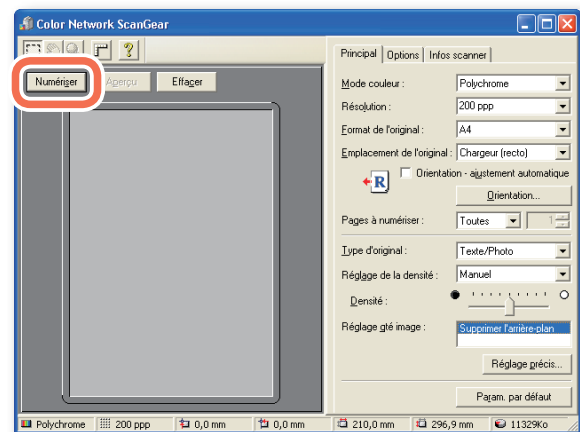 Color Network ScanGear
Principal Options Infos scanner
Numériser Aperçu Effacer
Mode couleur : Polychrome
Résolution : 200 ppp
Format de l'original : A4
Emplacement de l'original : Chargeur (recto)
R Orientation - ajustement automatique
Orientation...
Pages à numériser : Toutes 1
Type d'original : Texte/Photo
Réglage de la densité : Manuel
Densité :
Réglage qté image : Supprimer l'arrière-plan
Réglage précis...
Param. par défaut
Polychrome 200 ppp 0,0 mm 0,0 mm 210,0 mm 296,9 mm 11329Ko